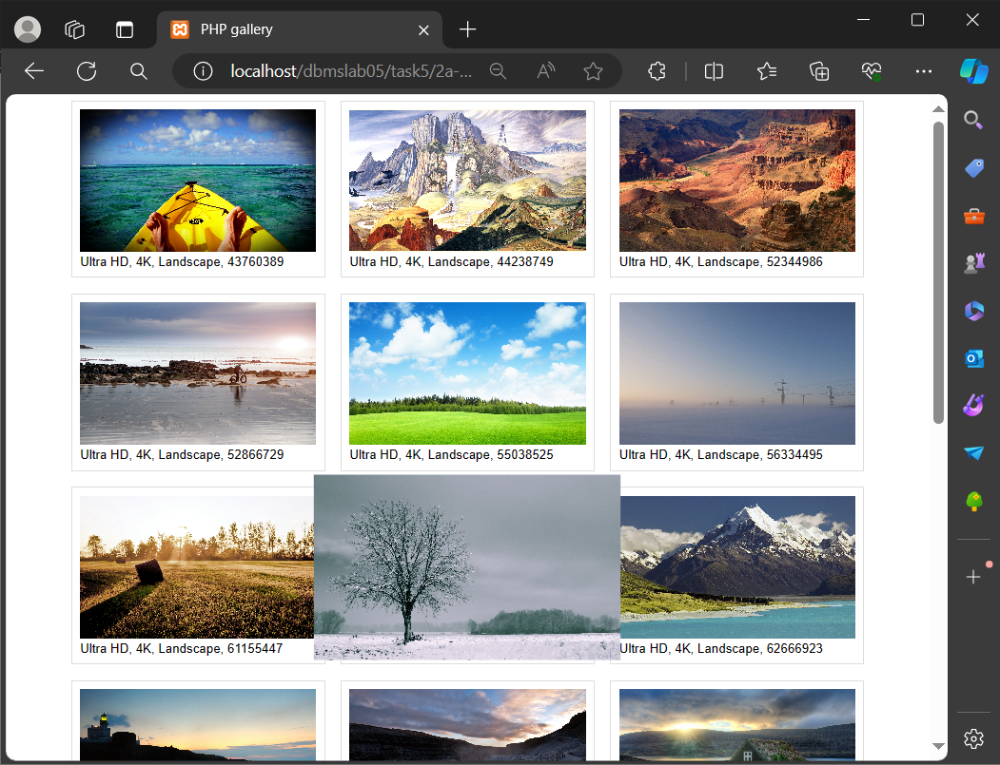 PHP gallery
localhost/dbmslab05/task5/2a-...
Ultra HD, 4K, Landscape, 43760389
Ultra HD, 4K, Landscape, 44238749
Ultra HD, 4K, Landscape, 52344986
Ultra HD, 4K, Landscape, 52866729
Ultra HD, 4K, Landscape, 55038525
Ultra HD, 4K, Landscape, 56334495
Ultra HD, 4K, Landscape, 61155447
Ultra HD, 4K, Landscape, 62666923